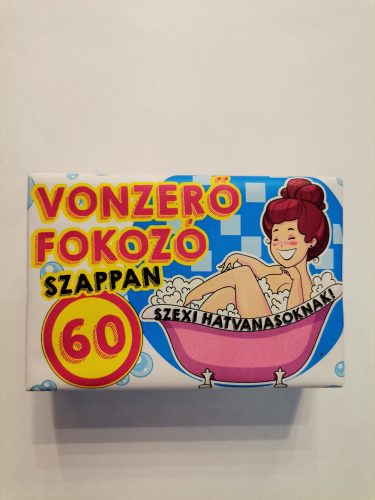 VONZERŐ
FOKOZÓ
SZAPPAN
60
SZEXI HATVANASOKNAK!